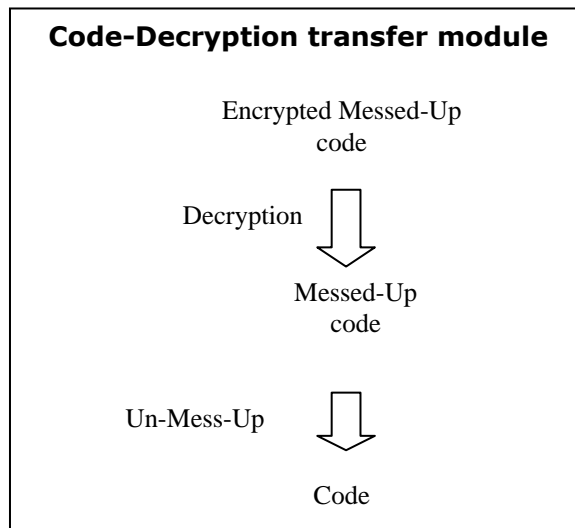 Code-Decryption transfer module
Encrypted Messed-Up
code
Decryption
Messed-Up
code
Un-Mess-Up
Code